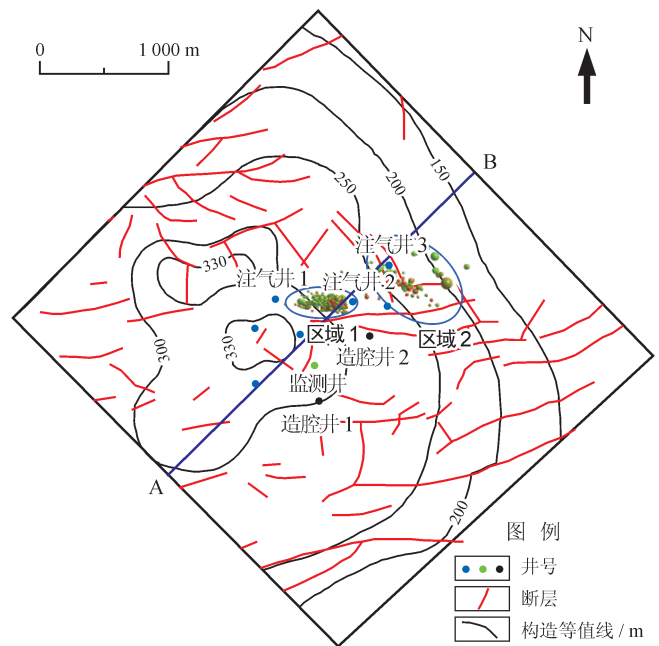 0 1 000 m
N
B
150
200
250
注气井 3
330
注气井 1
注气井 2
区域 1
区域 2
300
330
造腔井 2
监测井
造腔井 1
A
200
图 例
井号
断层
构造等值线 / m